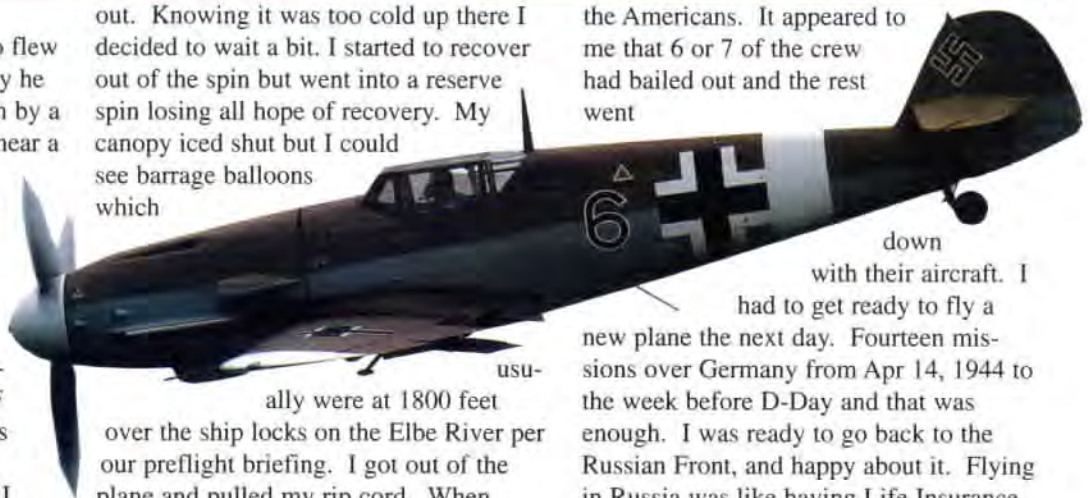 flew
he
by a
a
I
out. Knowing it was too cold up there I
decided to wait a bit. I started to recover
out of the spin but went into a reserve
spin losing all hope of recovery. My
canopy iced shut but I could
see barrage balloons
which
usu-
ally were at 1800 feet
over the ship locks on the Elbe River per
our preflight briefing. I got out of the
plane and pulled my rip cord. When
the Americans. It appeared to
me that 6 or 7 of the crew
had bailed out and the rest
went
down
with their aircraft. I
had to get ready to fly a
new plane the next day. Fourteen mis-
sions over Germany from Apr 14, 1944 to
the week before D-Day and that was
enough. I was ready to go back to the
Russian Front, and happy about it. Flying
in Russia was like having Life Insurance
6